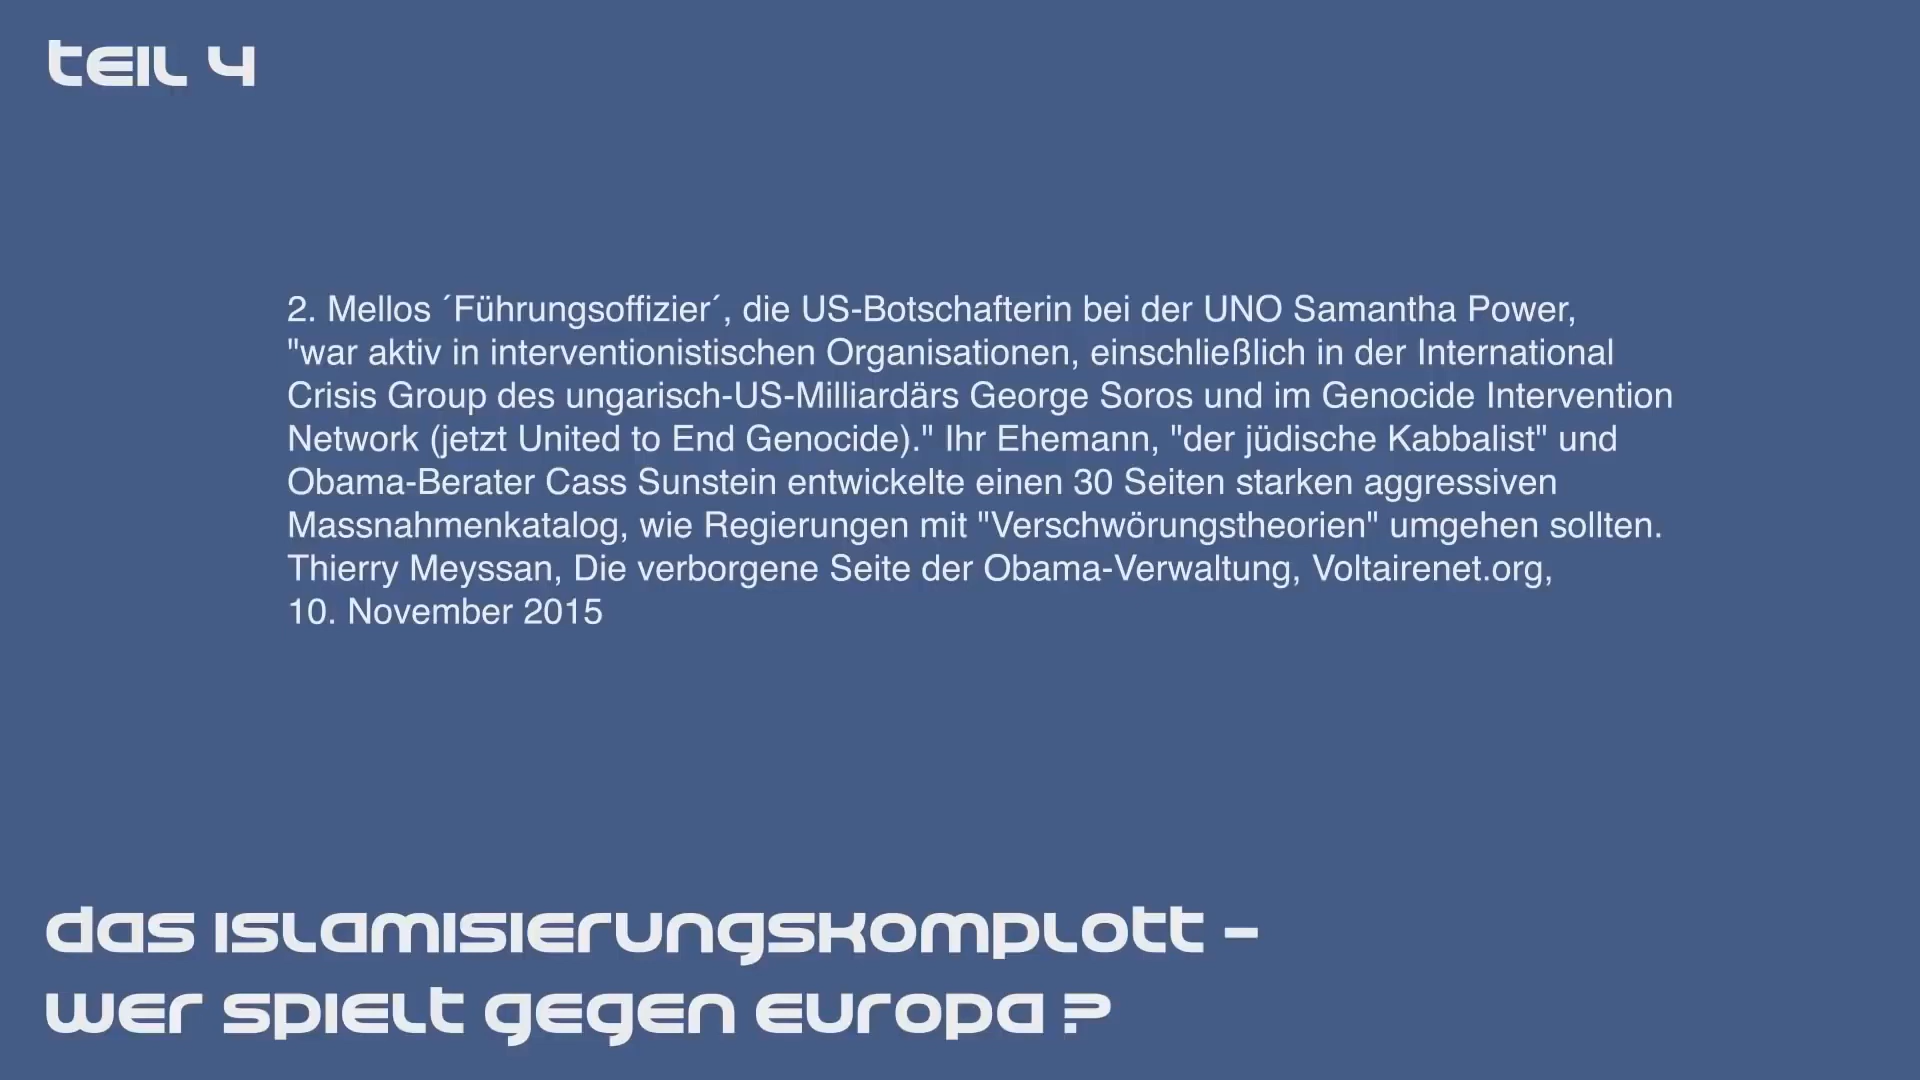 Teil 4
2. Mellos ´Führungsoffizier´, die US-Botschafterin bei der UNO Samantha Power,
"war aktiv in interventionistischen Organisationen, einschließlich in der International
Crisis Group des ungarisch-US-Milliardärs George Soros und im Genocide Intervention
Network (jetzt United to End Genocide)." Ihr Ehemann, "der jüdische Kabbalist" und
Obama-Berater Cass Sunstein entwickelte einen 30 Seiten starken aggressiven
Massnahmenkatalog, wie Regierungen mit "Verschwörungstheorien" umgehen sollten.
Thierry Meyssan, Die verborgene Seite der Obama-Verwaltung, Voltairenet.org,
10. November 2015
das Islamisierungskomplott –
wer spielt gegen Europa ?